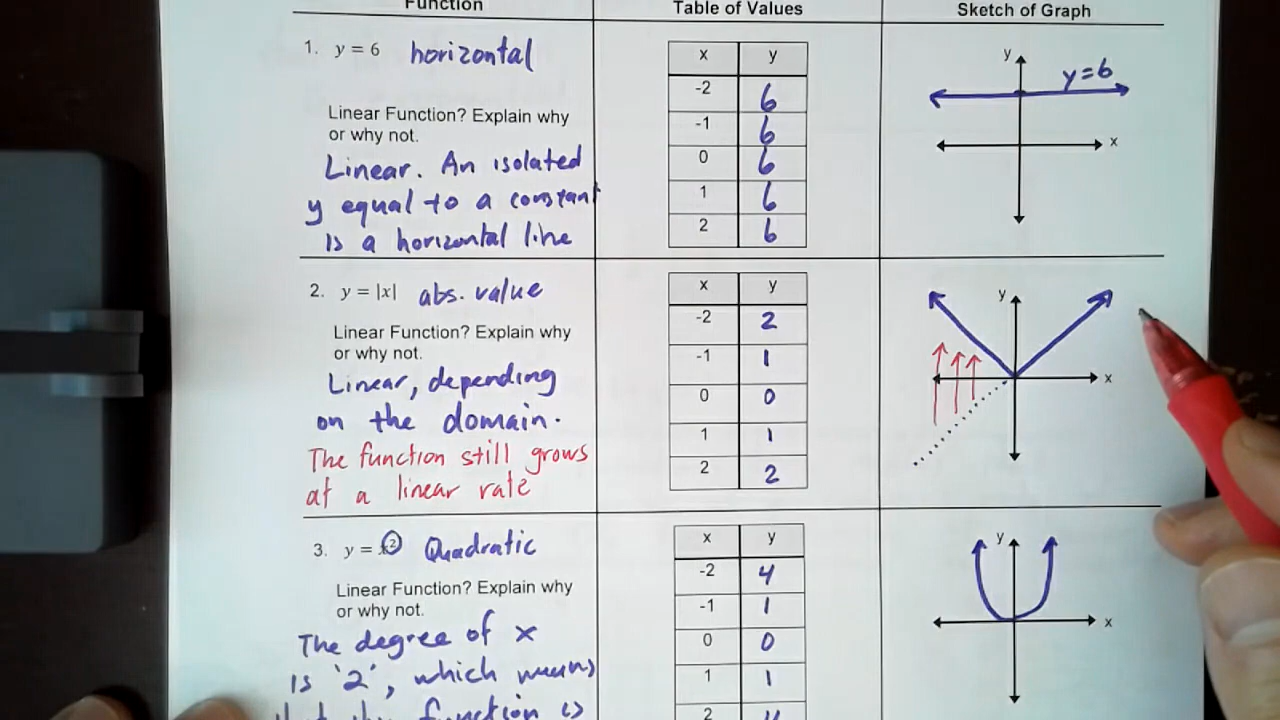 Function Table of Values Sketch of Graph
1. y = 6 horizontal
Linear Function? Explain why
or why not.
Linear. An isolated
y equal to a constant
is a horizontal line
x y
-2 6
-1 6
0 6
1 6
2 6
y
y=6
x
2. y = |x| abs. value
Linear Function? Explain why
or why not.
Linear, depending
on the domain.
The function still grows
at a linear rate
x y
-2 2
-1 1
0 0
1 1
2 2
y
x
3. y = x² Quadratic
Linear Function? Explain why
or why not.
The degree of x
is '2', which means
that the function is
x y
-2 4
-1 1
0 0
1 1
2 4
y
x